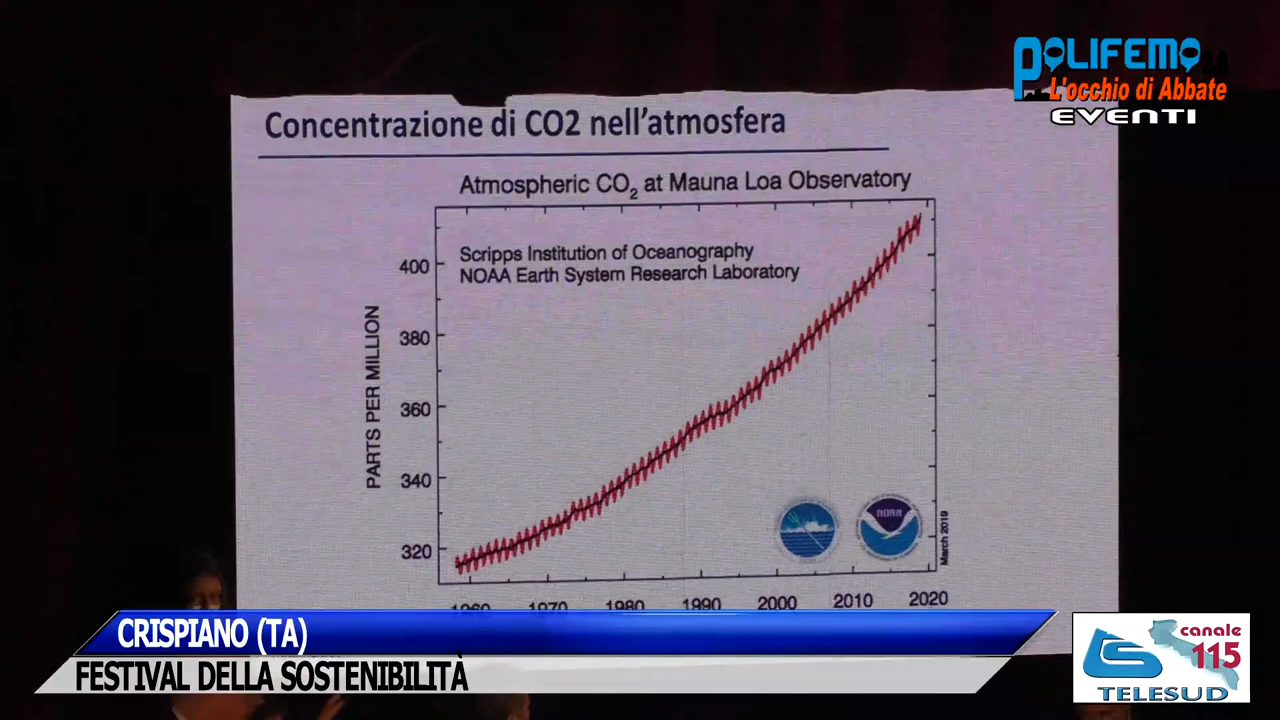 POLIFEMO
L'occhio di Abbate
EVENTI
Concentrazione di CO2 nell'atmosfera
Atmospheric CO2 at Mauna Loa Observatory
Scripps Institution of Oceanography
NOAA Earth System Research Laboratory
PARTS PER MILLION
400
380
360
340
320
NOAA
March 2019
1960 1970 1980 1990 2000 2010 2020
CRISPIANO (TA)
FESTIVAL DELLA SOSTENIBILITÀ
canale
115
TELESUD